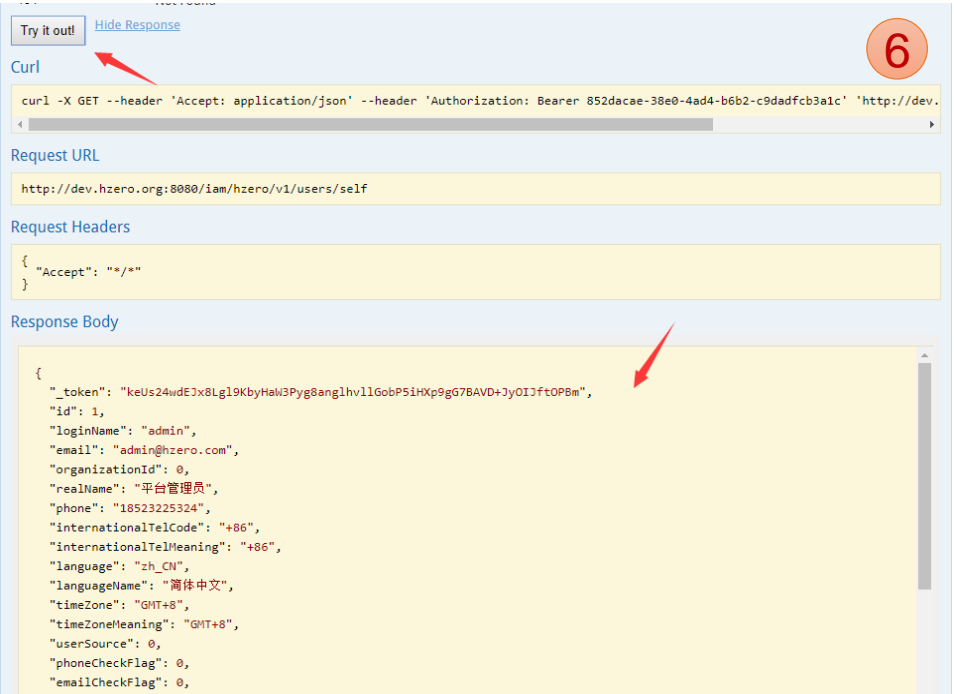 Not Found
Try it out!
Hide Response
6
Curl
curl -X GET --header 'Accept: application/json' --header 'Authorization: Bearer 852dacae-38e0-4ad4-b6b2-c9dadfcb3a1c' 'http://dev.
Request URL
http://dev.hzero.org:8080/iam/hzero/v1/users/self
Request Headers
{
"Accept": "*/*"
}
Response Body
{
"_token": "keUs24wdEJx8Lgl9KbyHaW3Pyg8anglhvllGobP5iHXp9gG7BAVD+JyOIJftOPBm",
"id": 1,
"loginName": "admin",
"email": "admin@hzero.com",
"organizationId": 0,
"realName": "平台管理员",
"phone": "18523225324",
"internationalTelCode": "+86",
"internationalTelMeaning": "+86",
"language": "zh_CN",
"languageName": "简体中文",
"timeZone": "GMT+8",
"timeZoneMeaning": "GMT+8",
"userSource": 0,
"phoneCheckFlag": 0,
"emailCheckFlag": 0,